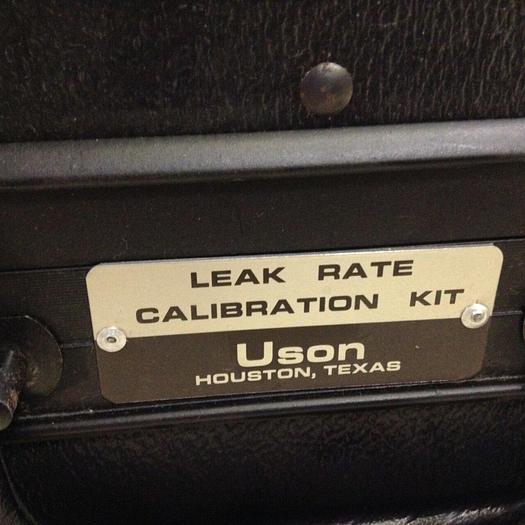 LEAK RATE
CALIBRATION KIT
Uson
HOUSTON, TEXAS